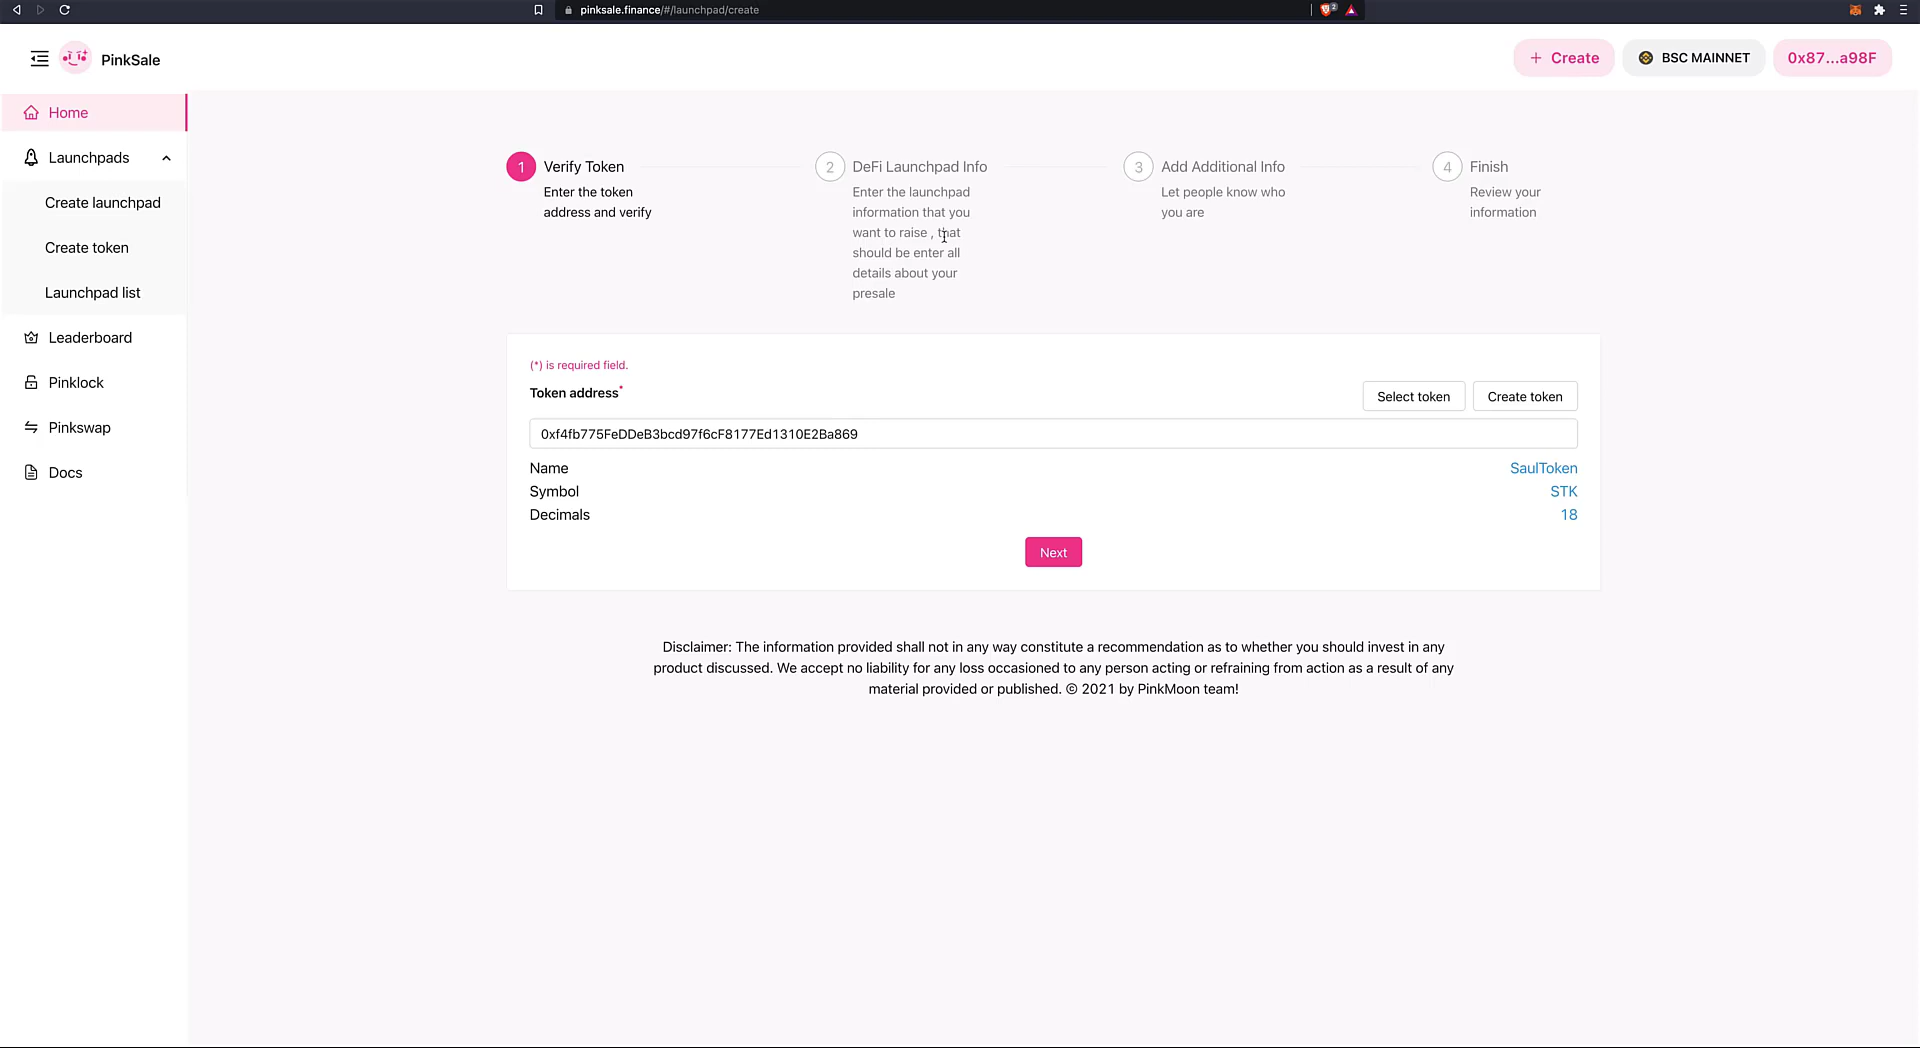 pinksale.finance/#/launchpad/create
2
PinkSale
+ Create
BSC MAINNET
0x87...a98F
Home
Launchpads
Create launchpad
Create token
Launchpad list
Leaderboard
Pinklock
Pinkswap
Docs
1 Verify Token
Enter the token
address and verify
2 DeFi Launchpad Info
Enter the launchpad
information that you
want to raise , that
should be enter all
details about your
presale
3 Add Additional Info
Let people know who
you are
4 Finish
Review your
information
(*) is required field.
Token address*
Select token
Create token
0xf4fb775FeDDeB3bcd97f6cF8177Ed1310E2Ba869
Name SaulToken
Symbol STK
Decimals 18
Next
Disclaimer: The information provided shall not in any way constitute a recommendation as to whether you should invest in any
product discussed. We accept no liability for any loss occasioned to any person acting or refraining from action as a result of any
material provided or published. © 2021 by PinkMoon team!